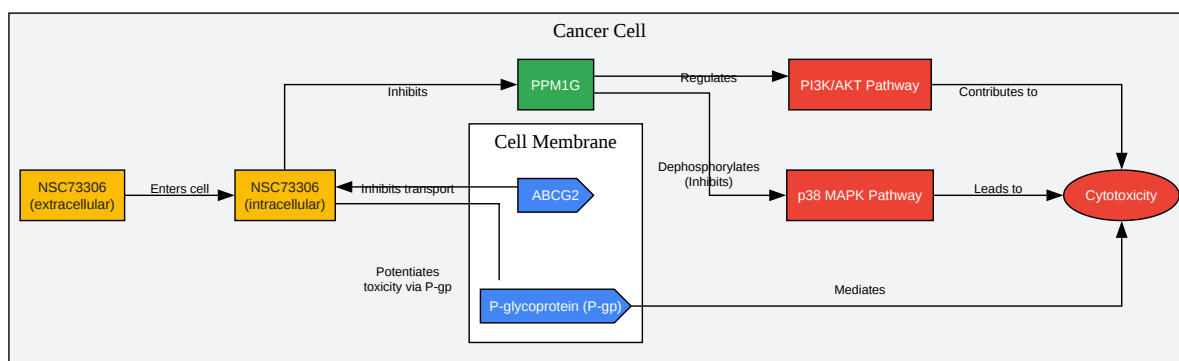 Cancer Cell
PPM1G
Regulates
PI3K/AKT Pathway
Contributes to
Inhibits
Cell Membrane
NSC73306
(extracellular)
Enters cell
NSC73306
(intracellular)
Inhibits transport
ABCG2
Dephosphorylates
(Inhibits)
p38 MAPK Pathway
Leads to
Cytotoxicity
Potentiates
toxicity via P-gp
P-glycoprotein (P-gp)
Mediates